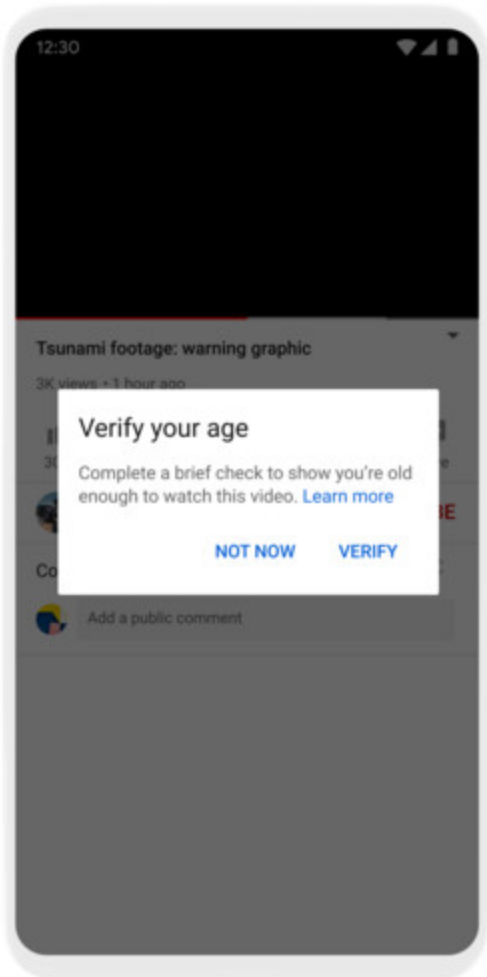 12:30
Tsunami footage: warning graphic
3K views • 1 hour ago
Verify your age
Complete a brief check to show you're old
enough to watch this video. Learn more
NOT NOW VERIFY
Add a public comment